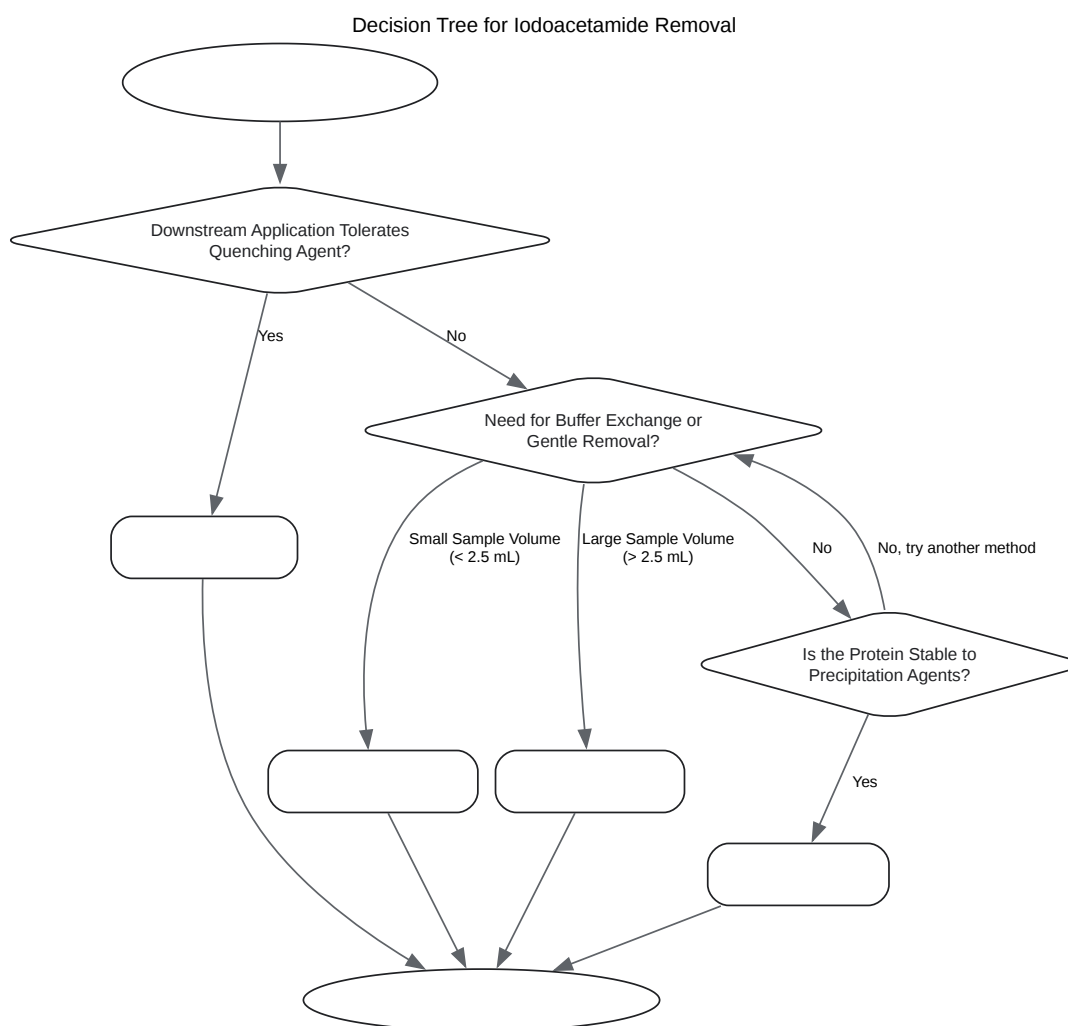 Decision Tree for Iodoacetamide Removal
Downstream Application Tolerates
Quenching Agent?
Yes
No
Need for Buffer Exchange or
Gentle Removal?
Small Sample Volume
(< 2.5 mL)
Large Sample Volume
(> 2.5 mL)
No
No, try another method
Is the Protein Stable to
Precipitation Agents?
Yes